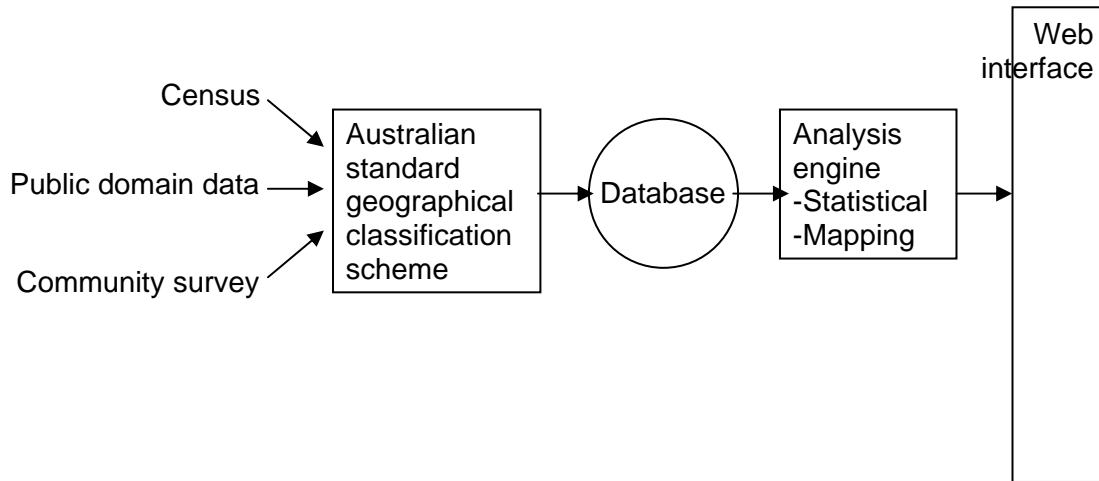 Web
interface
Census
Public domain data
Community survey
Australian
standard
geographical
classification
scheme
Database
Analysis
engine
-Statistical
-Mapping